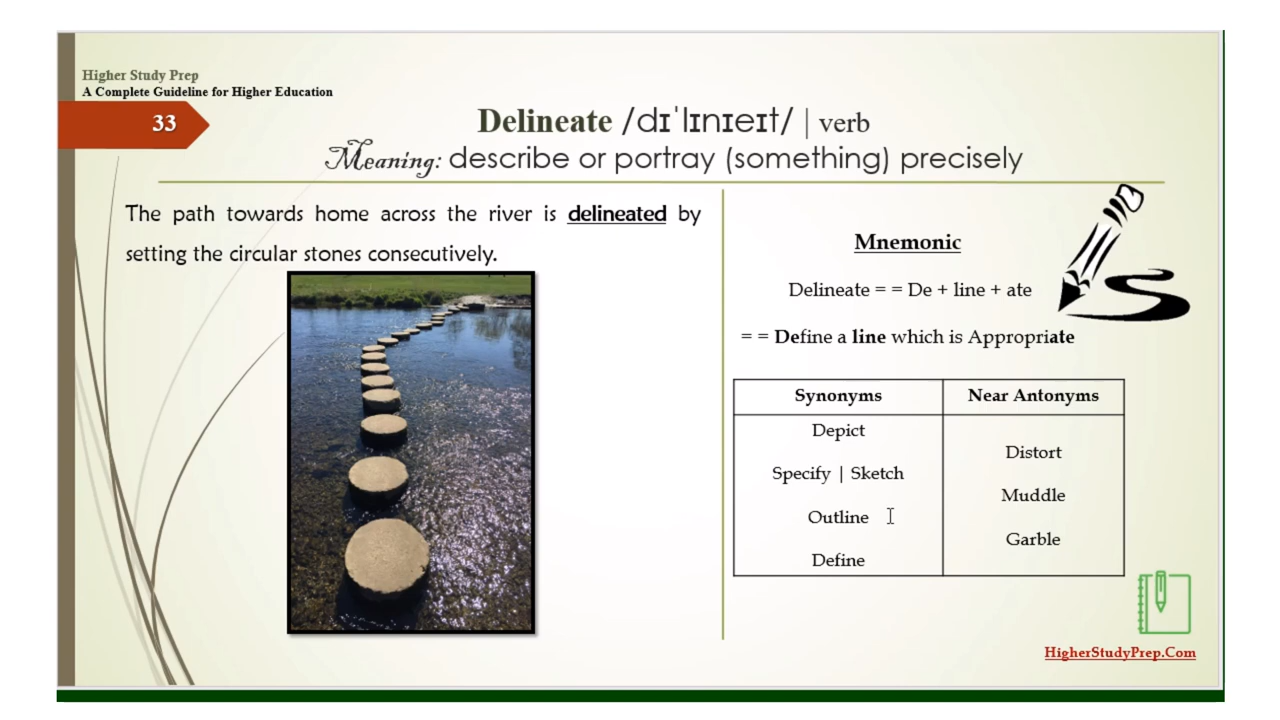 Higher Study Prep
A Complete Guideline for Higher Education
33
Delineate /dɪˈlɪnɪeɪt/ | verb
Meaning: describe or portray (something) precisely
The path towards home across the river is delineated by
setting the circular stones consecutively.
Mnemonic
Delineate = = De + line + ate
= = Define a line which is Appropriate
Synonyms
Depict
Specify | Sketch
Outline
Define
Near Antonyms
Distort
Muddle
Garble
HigherStudyPrep.Com